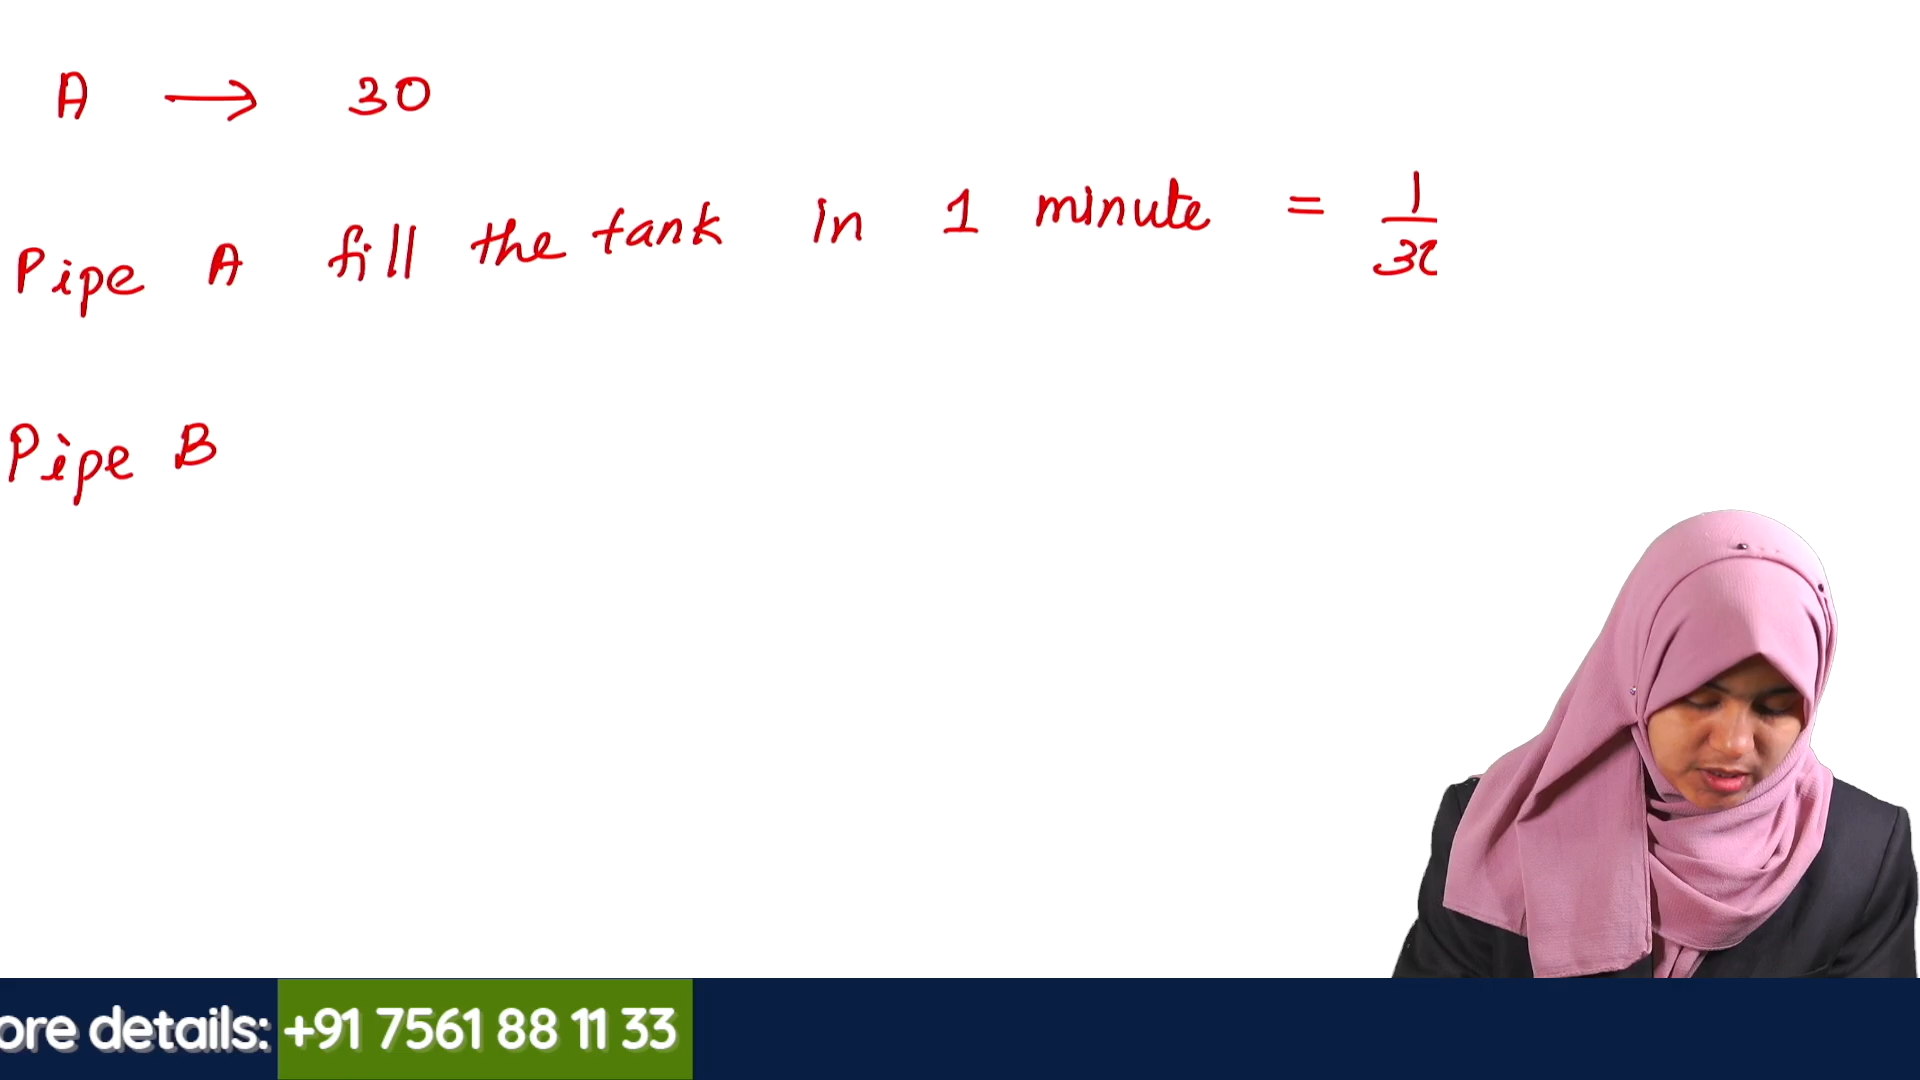 A → 30
Pipe A fill the tank in 1 minute = 1/30
Pipe B
ore details: +91 7561 88 11 33